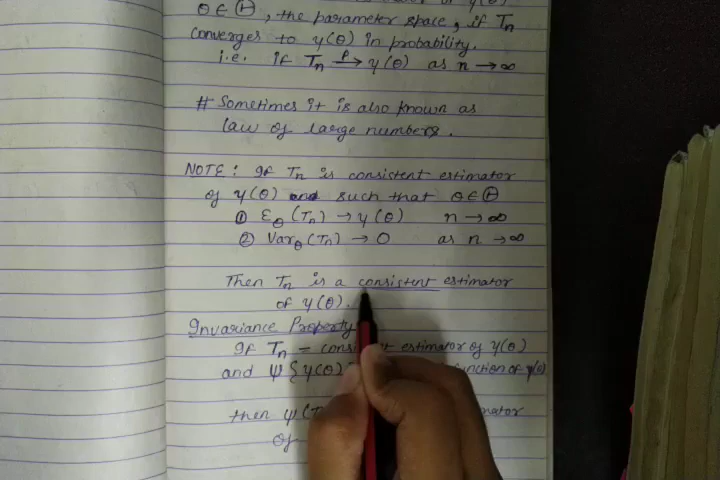 θ ∈ Ⓗ, the parameter space, if Tn
converges to γ(θ) in probability.
i.e. if Tn →ᵖ γ(θ) as n → ∞
# Sometimes it is also known as
law of large numbers.
NOTE: If Tn is consistent estimator
of γ(θ) and such that θ ∈ Ⓗ
① Eθ(Tn) → γ(θ) n → ∞
② Varθ(Tn) → 0 as n → ∞
Then Tn is a consistent estimator
of γ(θ).
Invariance Property
If Tn = estimator of γ(θ)
and ψ{γ(θ) function of γ(θ)
then ψ(T
of